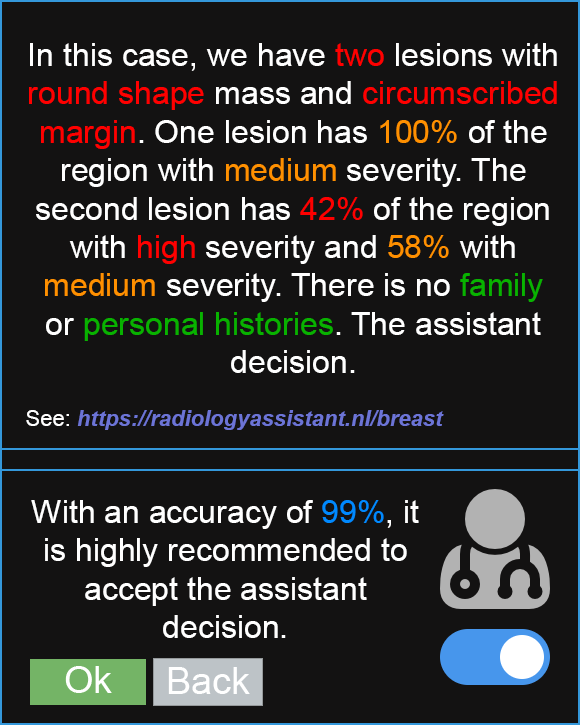 In this case, we have two lesions with
round shape mass and circumscribed
margin. One lesion has 100% of the
region with medium severity. The
second lesion has 42% of the region
with high severity and 58% with
medium severity. There is no family
or personal histories. The assistant
decision.
See: https://radiologyassistant.nl/breast
With an accuracy of 99%, it
is highly recommended to
accept the assistant
decision.
Ok
Back